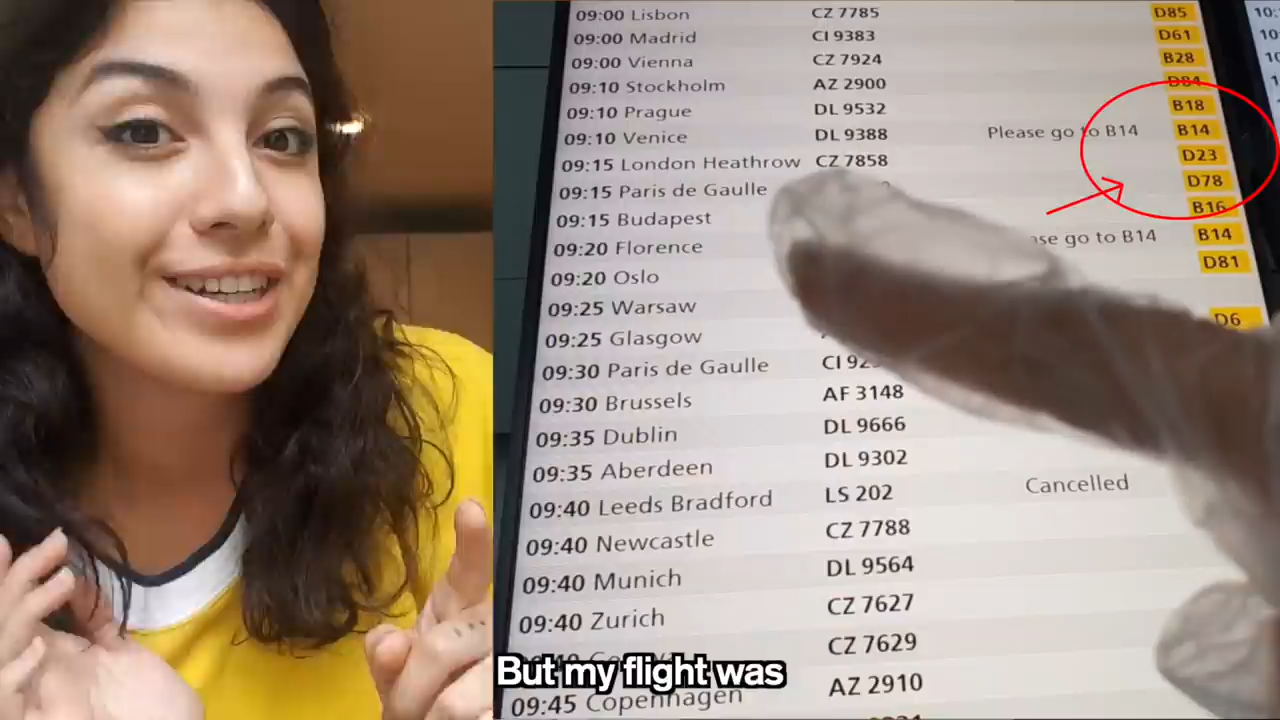 09:00 Lisbon CZ 7785 D85
09:00 Madrid CI 9383 D61
09:00 Vienna CZ 7924 B28
09:10 Stockholm AZ 2900 D84
09:10 Prague DL 9532 B18
09:10 Venice DL 9388 Please go to B14 B14
09:15 London Heathrow CZ 7858 D23
09:15 Paris de Gaulle D78
09:15 Budapest B16
09:20 Florence go to B14 B14
09:20 Oslo D81
09:25 Warsaw
09:25 Glasgow D6
09:30 Paris de Gaulle CI
09:30 Brussels AF 3148
09:35 Dublin DL 9666
09:35 Aberdeen DL 9302
09:40 Leeds Bradford LS 202 Cancelled
09:40 Newcastle CZ 7788
09:40 Munich DL 9564
09:40 Zurich CZ 7627
CZ 7629
But my flight was
09:45 Copenhagen AZ 2910